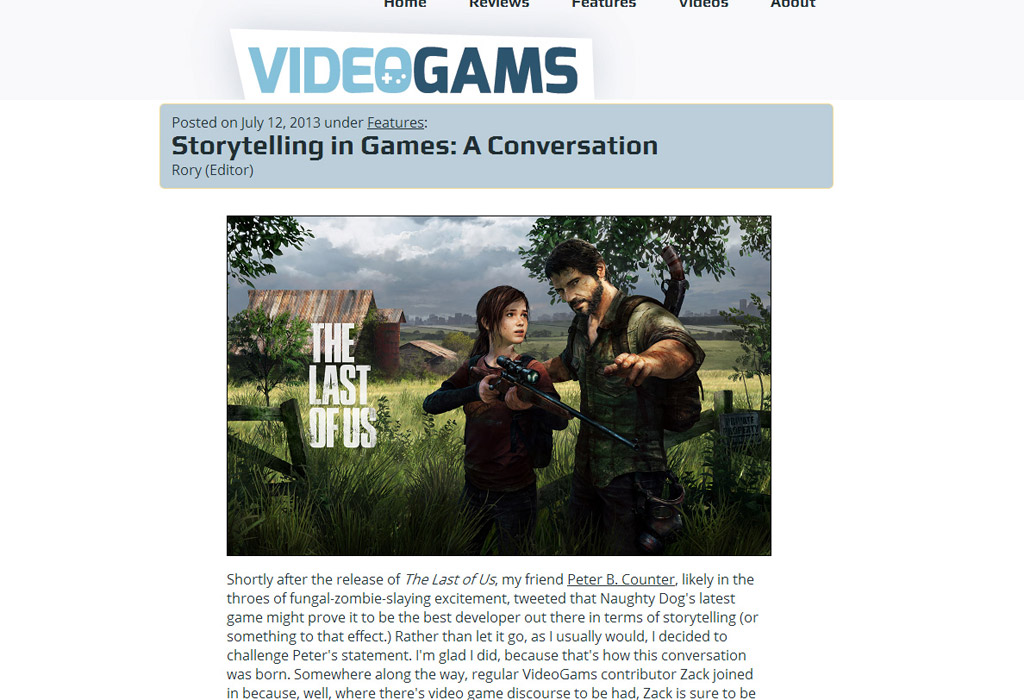 Home Reviews Features Videos About
VIDEOGAMS
Posted on July 12, 2013 under Features:
Storytelling in Games: A Conversation
Rory (Editor)
THE
LAST
OF US
PRIVATE
PROPERTY
Shortly after the release of The Last of Us, my friend Peter B. Counter, likely in the
throes of fungal-zombie-slaying excitement, tweeted that Naughty Dog's latest
game might prove it to be the best developer out there in terms of storytelling (or
something to that effect.) Rather than let it go, as I usually would, I decided to
challenge Peter's statement. I'm glad I did, because that's how this conversation
was born. Somewhere along the way, regular VideoGams contributor Zack joined
in because, well, where there's video game discourse to be had, Zack is sure to be